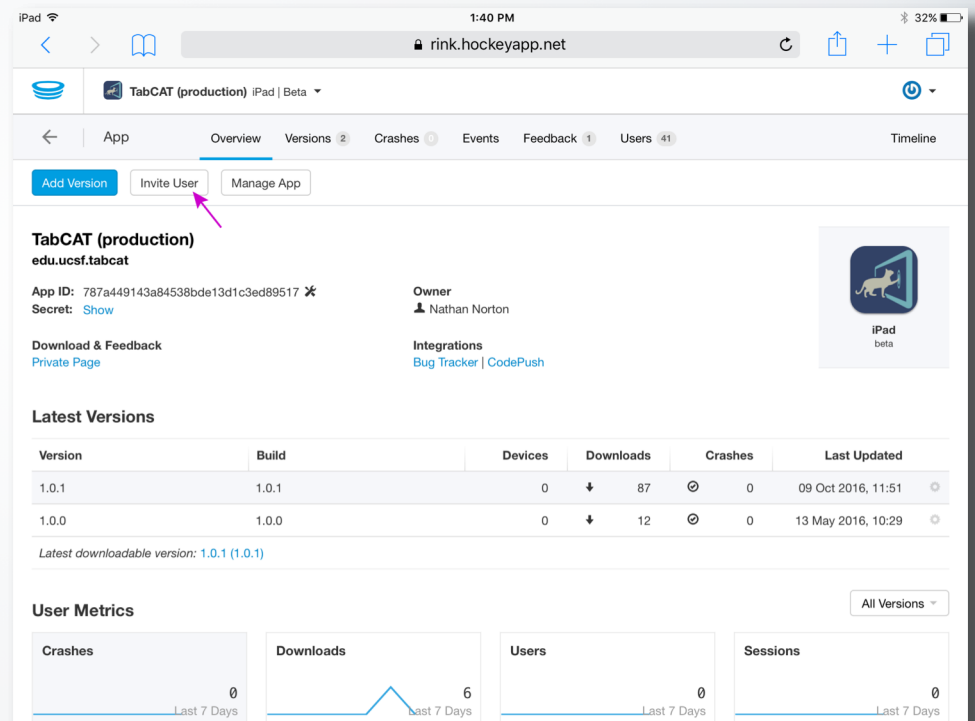 iPad 1:40 PM 32%
rink.hockeyapp.net
TabCAT (production) iPad | Beta
App Overview Versions 2 Crashes 0 Events Feedback 1 Users 41 Timeline
Add Version Invite User Manage App
TabCAT (production)
edu.ucsf.tabcat
App ID: 787a449143a84538bde13d1c3ed89517
Secret: Show
Owner
Nathan Norton
iPad
beta
Download & Feedback
Private Page
Integrations
Bug Tracker | CodePush
Latest Versions
Version Build Devices Downloads Crashes Last Updated
1.0.1 1.0.1 0 87 0 09 Oct 2016, 11:51
1.0.0 1.0.0 0 12 0 13 May 2016, 10:29
Latest downloadable version: 1.0.1 (1.0.1)
User Metrics All Versions
Crashes Downloads Users Sessions
0 6 0 0
Last 7 Days Last 7 Days Last 7 Days Last 7 Days